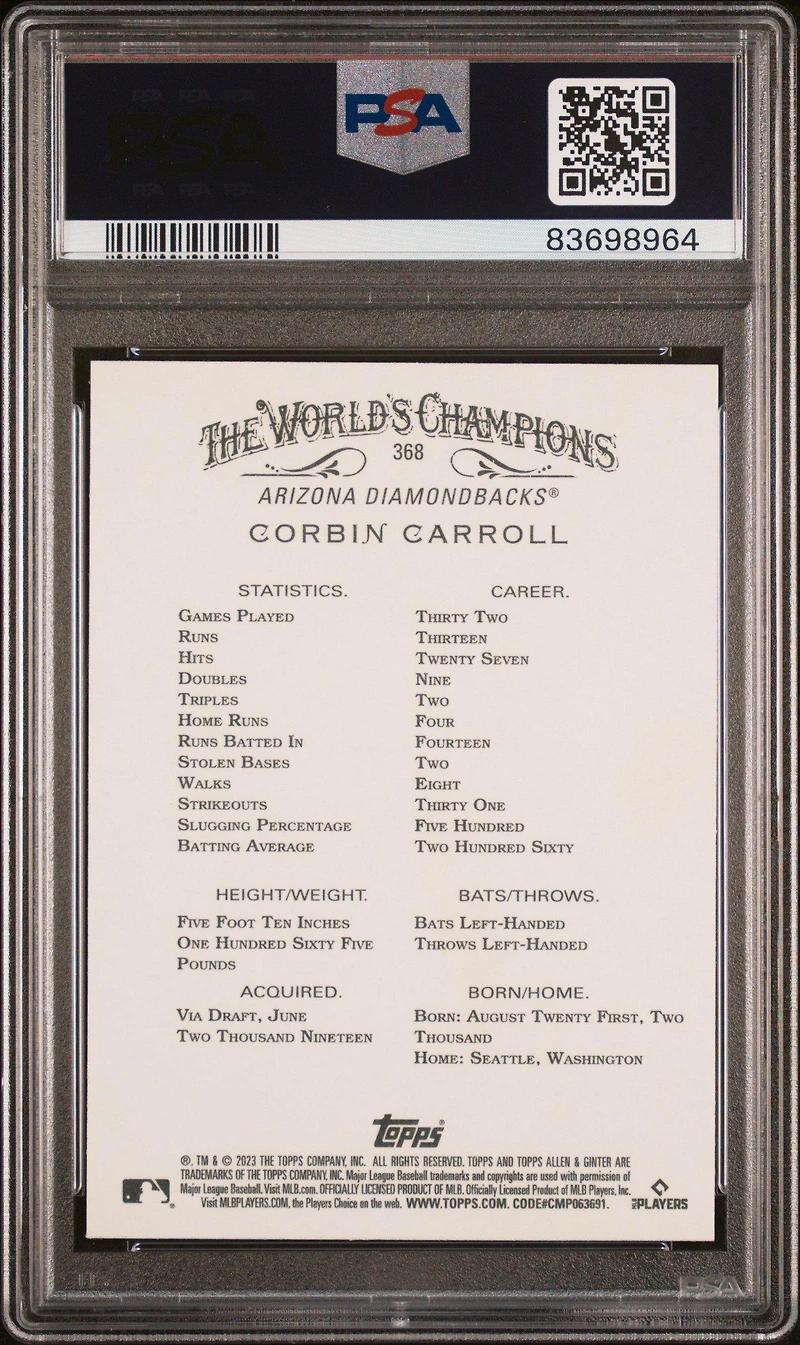 PSA
83698964
THE WORLD'S CHAMPIONS
368
ARIZONA DIAMONDBACKS®
CORBIN CARROLL
STATISTICS. CAREER.
GAMES PLAYED THIRTY TWO
RUNS THIRTEEN
HITS TWENTY SEVEN
DOUBLES NINE
TRIPLES TWO
HOME RUNS FOUR
RUNS BATTED IN FOURTEEN
STOLEN BASES TWO
WALKS EIGHT
STRIKEOUTS THIRTY ONE
SLUGGING PERCENTAGE FIVE HUNDRED
BATTING AVERAGE TWO HUNDRED SIXTY
HEIGHT/WEIGHT. BATS/THROWS.
FIVE FOOT TEN INCHES BATS LEFT-HANDED
ONE HUNDRED SIXTY FIVE THROWS LEFT-HANDED
POUNDS
ACQUIRED. BORN/HOME.
VIA DRAFT, JUNE BORN: AUGUST TWENTY FIRST, TWO
TWO THOUSAND NINETEEN THOUSAND
HOME: SEATTLE, WASHINGTON
Topps®
®, TM & © 2023 THE TOPPS COMPANY, INC. ALL RIGHTS RESERVED. TOPPS AND TOPPS ALLEN & GINTER ARE
TRADEMARKS OF THE TOPPS COMPANY, INC. Major League Baseball trademarks and copyrights are used with permission of
Major League Baseball. Visit MLB.com. OFFICIALLY LICENSED PRODUCT OF MLB. Officially Licensed Product of MLB Players, Inc.
Visit MLBPLAYERS.COM, the Players Choice on the web. WWW.TOPPS.COM. CODE#CMP063691.
MLB PLAYERS
PSA